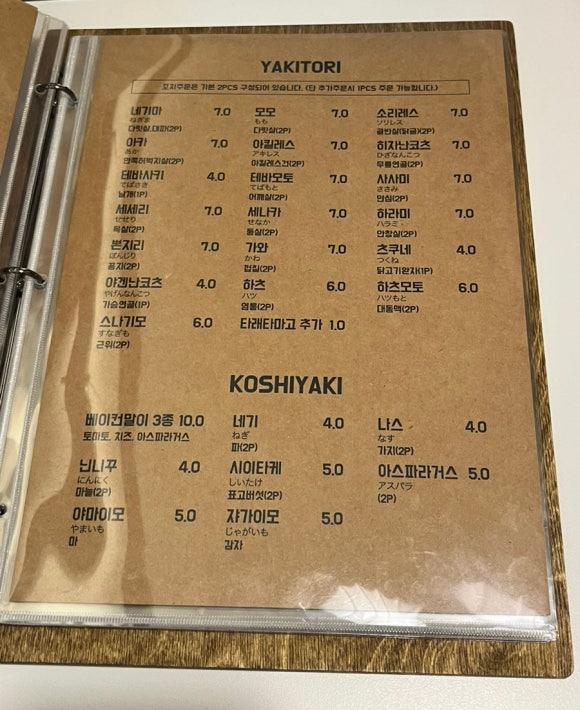 YAKITORI
꼬치주문은 기본 2PCS 구성되어 있습니다. (단 추가주문시 1PCS 주문 가능합니다.)
네기마 7.0
ねぎま
다릿살,대파(2P)
모모 7.0
もも
다릿살(2P)
소리레스 7.0
ソリレス
골반살(닭굴)(2P)
아카 7.0
あか
안쪽허벅지살(2P)
아킬레스 7.0
アキレス
아킬레스건(2P)
히자난코츠 7.0
ひざなんこつ
무릎연골(2P)
테바사키 4.0
てばさき
날개(1P)
테바모토 7.0
てばもと
어깨살(2P)
사사미 7.0
ささみ
안심(2P)
세세리 7.0
せせり
목살(2P)
세나카 7.0
せなか
등살(2P)
하라미 7.0
ハラミ
안창살(2P)
본지리 7.0
ぼんじり
꽁지(2P)
가와 7.0
かわ
껍질(2P)
츠쿠네 4.0
つくね
닭고기완자(1P)
야겐난코츠 4.0
やげんなんこつ
가슴연골(1P)
하츠 6.0
ハツ
염통(2P)
하츠모토 6.0
ハツもと
대동맥(2P)
스나기모 6.0
すなぎも
근위(2P)
타래타마고 추가 1.0
KOSHIYAKI
베이컨말이 3종 10.0
토마토, 치즈, 아스파라거스
네기 4.0
ねぎ
파(2P)
나스 4.0
なす
가지(2P)
닌니꾸 4.0
にんにく
마늘(2P)
시이타케 5.0
しいたけ
표고버섯(2P)
아스파라거스 5.0
アスパラ
(2P)
야마이모 5.0
やまいも
마
쟈가이모 5.0
じゃがいも
감자